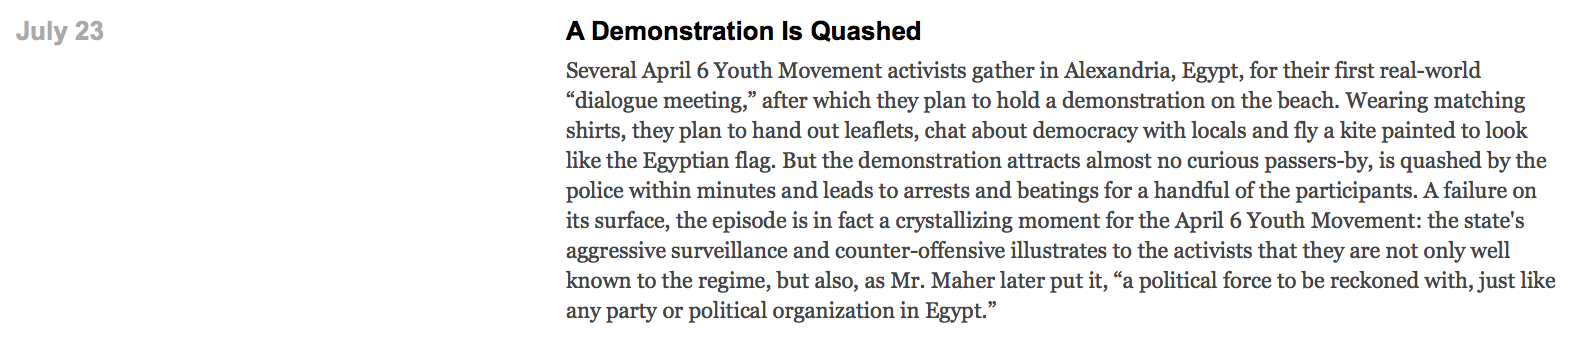 July 23
A Demonstration Is Quashed
Several April 6 Youth Movement activists gather in Alexandria, Egypt, for their first real-world
“dialogue meeting,” after which they plan to hold a demonstration on the beach. Wearing matching
shirts, they plan to hand out leaflets, chat about democracy with locals and fly a kite painted to look
like the Egyptian flag. But the demonstration attracts almost no curious passers-by, is quashed by the
police within minutes and leads to arrests and beatings for a handful of the participants. A failure on
its surface, the episode is in fact a crystallizing moment for the April 6 Youth Movement: the state's
aggressive surveillance and counter-offensive illustrates to the activists that they are not only well
known to the regime, but also, as Mr. Maher later put it, “a political force to be reckoned with, just like
any party or political organization in Egypt.”